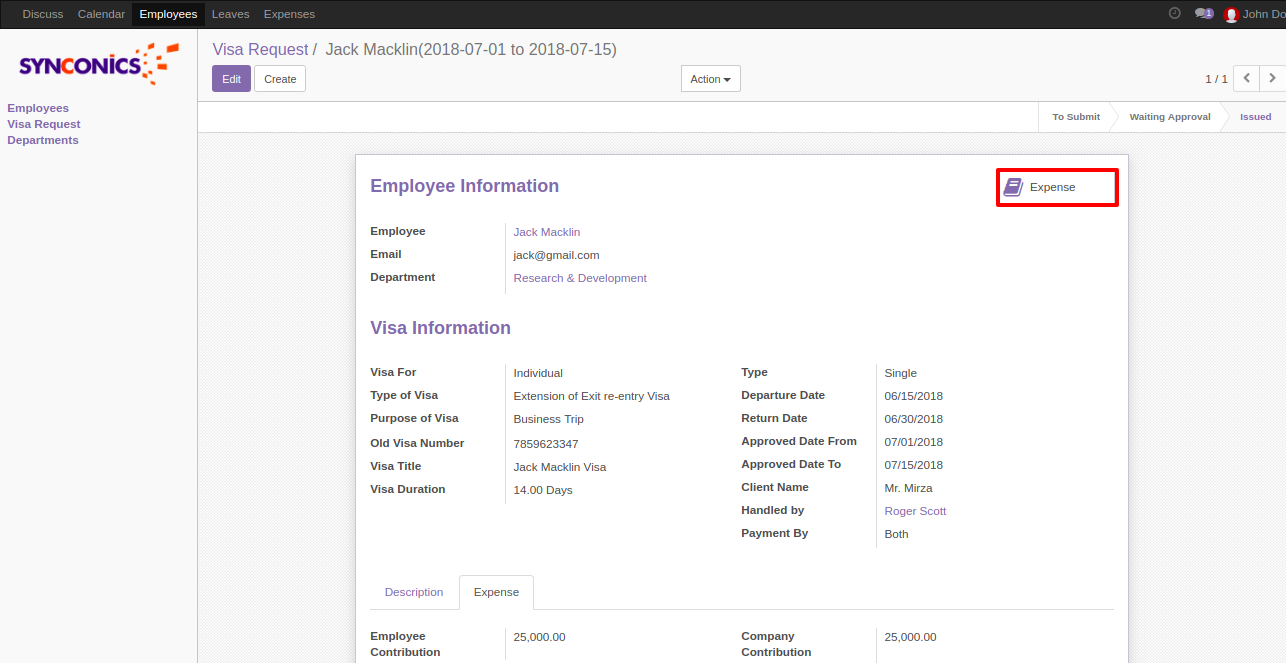 Discuss Calendar Employees Leaves Expenses 1 John Do
SYNCONICS
Visa Request / Jack Macklin(2018-07-01 to 2018-07-15)
Edit Create Action 1 / 1
Employees
Visa Request
Departments
To Submit Waiting Approval Issued
Employee Information
Expense
Employee Jack Macklin
Email jack@gmail.com
Department Research & Development
Visa Information
Visa For Individual Type Single
Type of Visa Extension of Exit re-entry Visa Departure Date 06/15/2018
Purpose of Visa Business Trip Return Date 06/30/2018
Old Visa Number 7859623347 Approved Date From 07/01/2018
Visa Title Jack Macklin Visa Approved Date To 07/15/2018
Visa Duration 14.00 Days Client Name Mr. Mirza
Handled by Roger Scott
Payment By Both
Description Expense
Employee 25,000.00 Company 25,000.00
Contribution Contribution